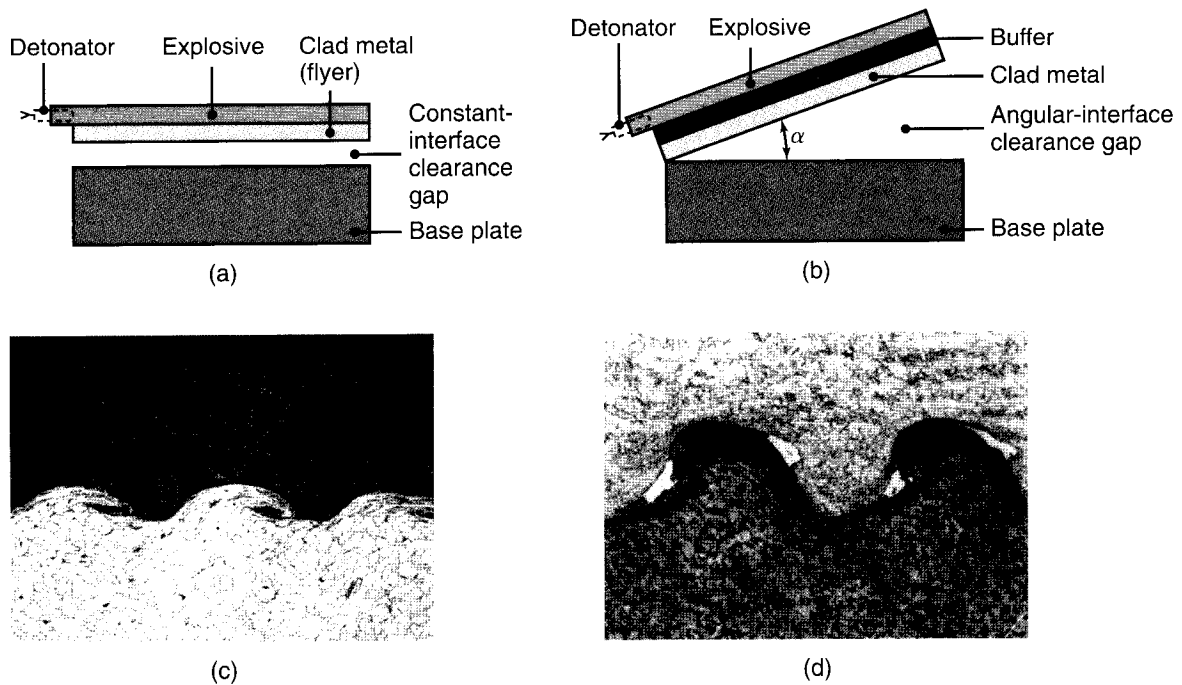 Detonator
Explosive
Clad metal
(flyer)
Constant-
interface
clearance
gap
Base plate
(a)
Detonator
Explosive
Buffer
Clad metal
Angular-interface
clearance gap
α
Base plate
(b)
(c)
(d)